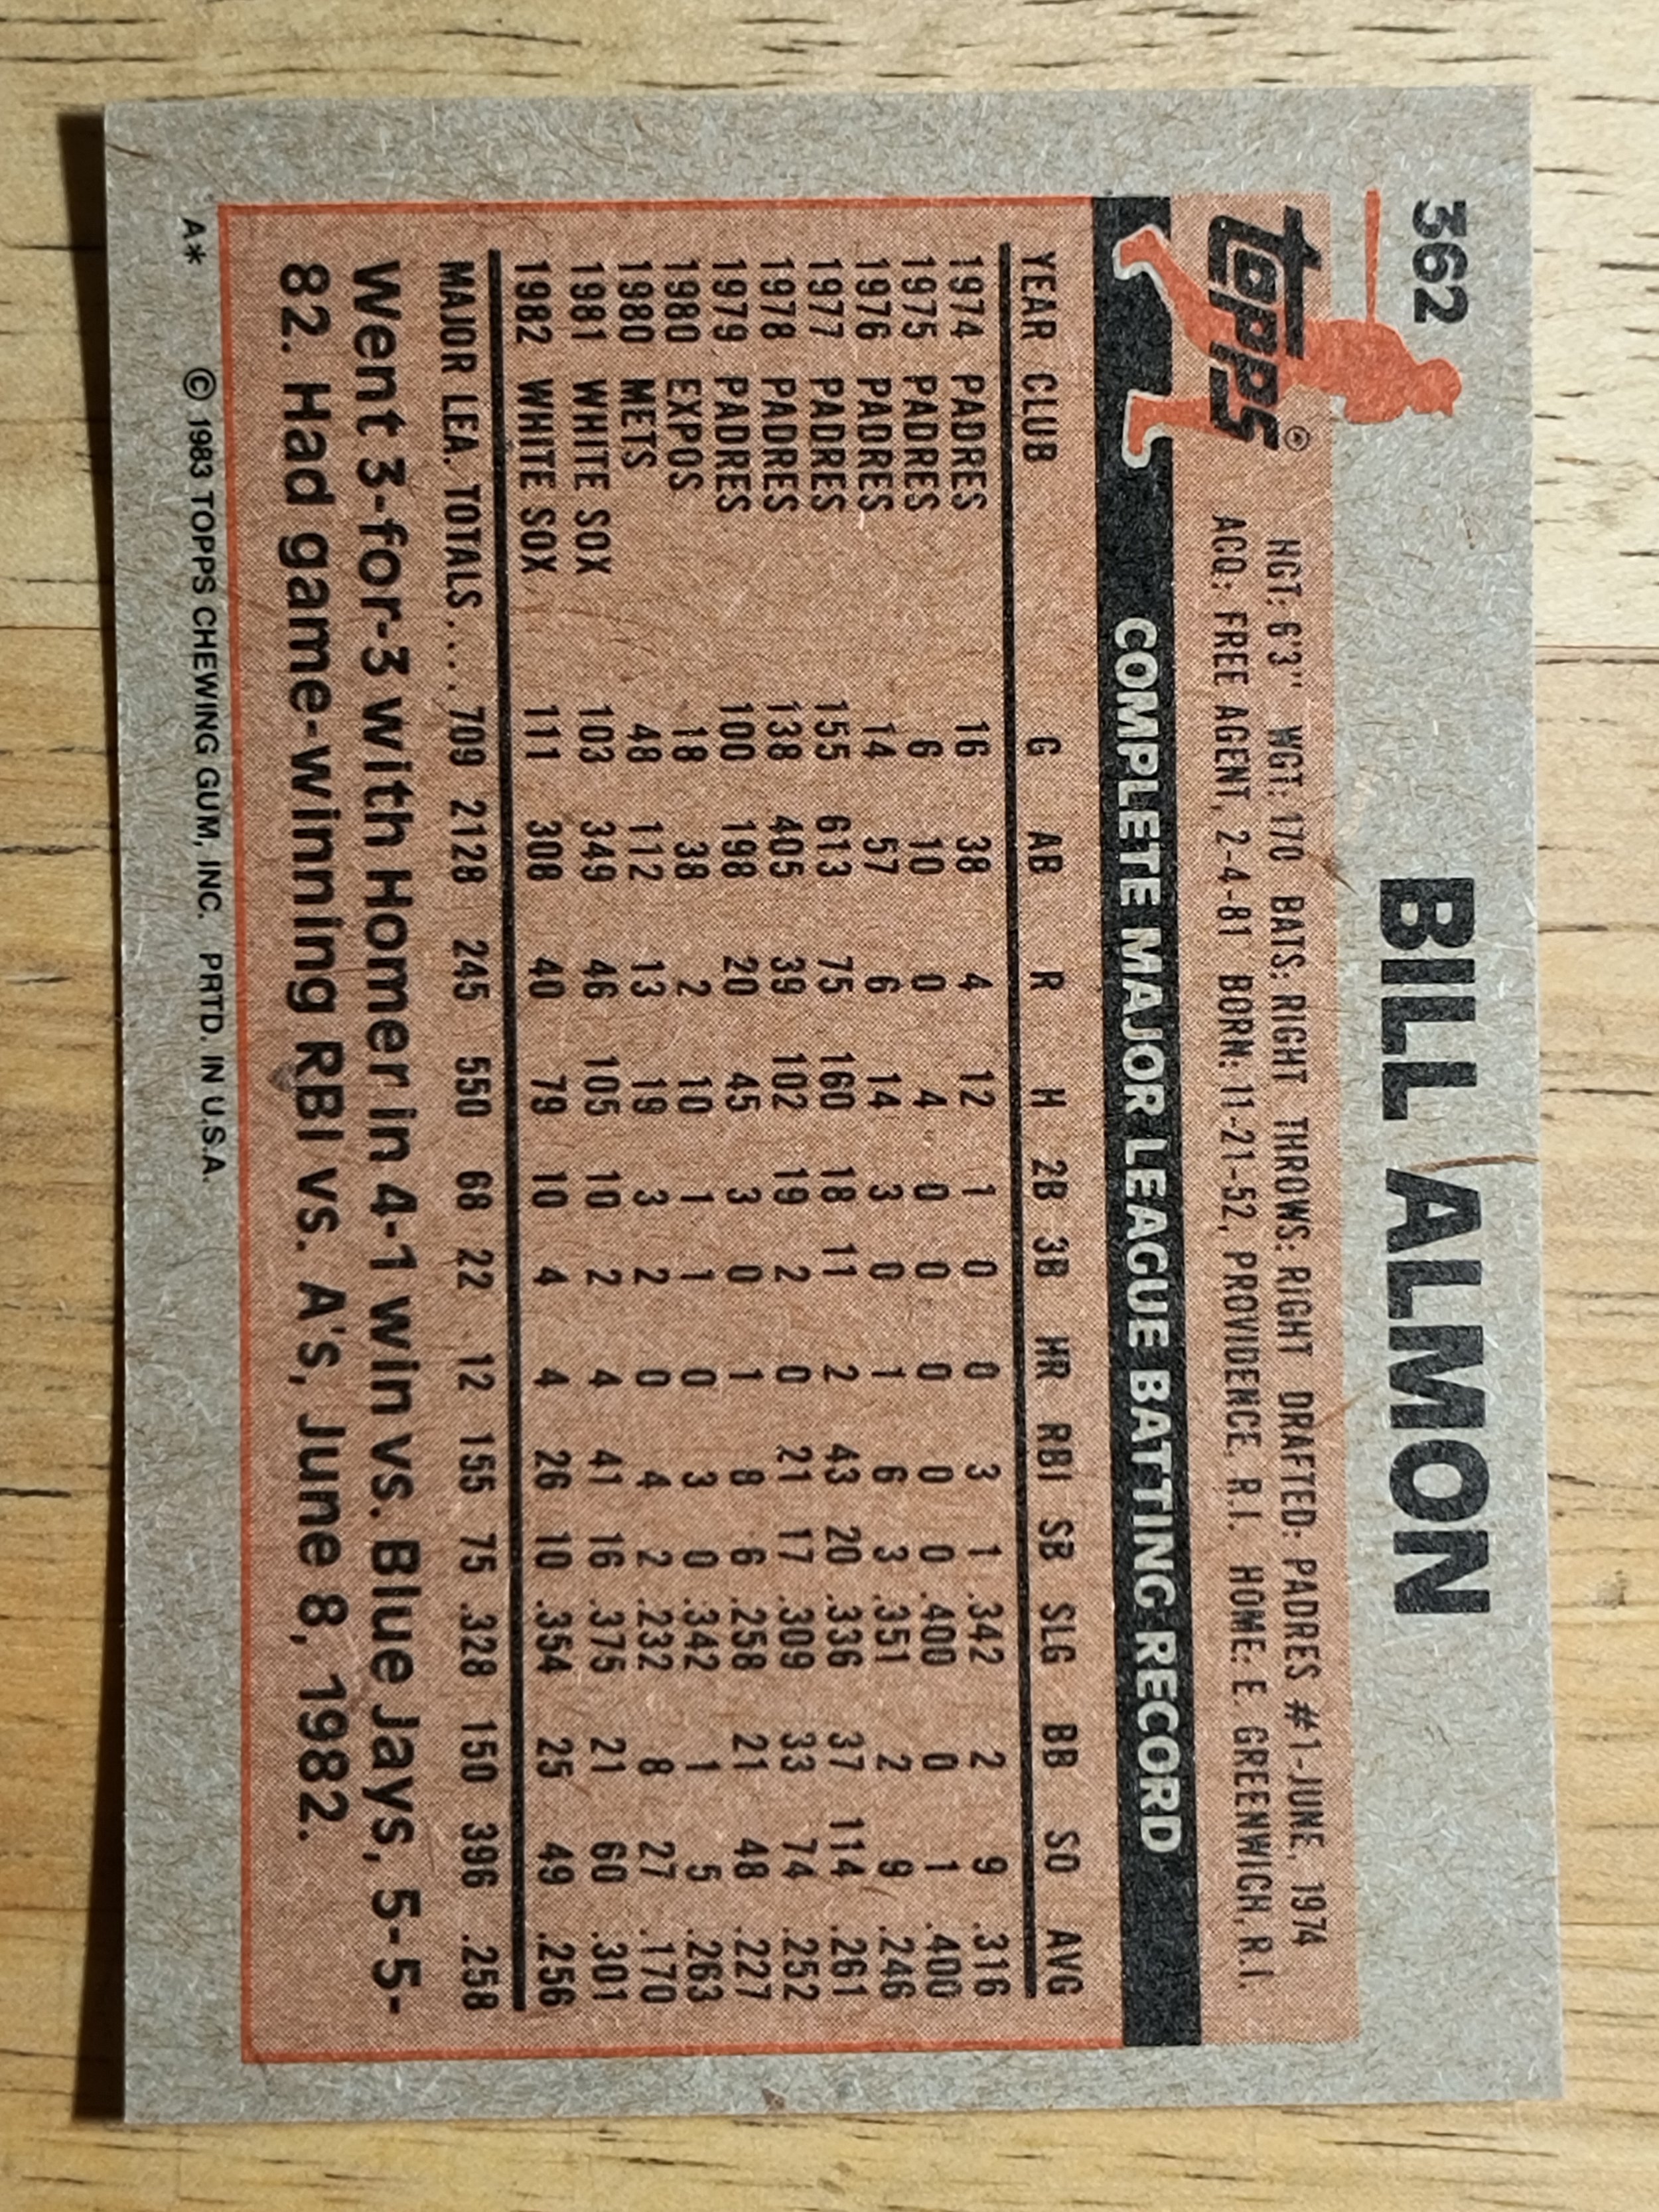 362
BILL ALMON
Topps®
HGT: 6'3" WGT: 170 BATS: RIGHT THROWS: RIGHT DRAFTED: PADRES #1-JUNE, 1974
ACQ: FREE AGENT, 2-4-81 BORN: 11-21-52, PROVIDENCE, R.I. HOME: E. GREENWICH, R.I.
COMPLETE MAJOR LEAGUE BATTING RECORD
YEAR CLUB G AB R H 2B 3B HR RBI SB SLG BB SO AVG
1974 PADRES 16 38 4 12 1 0 0 3 1 .342 2 9 .316
1975 PADRES 6 10 0 4 0 0 0 0 0 .400 0 1 .400
1976 PADRES 14 57 6 14 3 0 1 6 3 .351 2 9 .246
1977 PADRES 155 613 75 160 18 11 2 43 20 .336 37 114 .261
1978 PADRES 138 405 39 102 19 2 0 21 17 .309 33 74 .252
1979 PADRES 100 198 20 45 3 0 1 8 6 .258 21 48 .227
1980 EXPOS 18 38 2 10 1 1 0 3 0 .342 1 5 .263
1980 METS 48 112 13 19 3 2 0 4 2 .232 8 27 .170
1981 WHITE SOX 103 349 46 105 10 2 4 41 16 .375 21 60 .301
1982 WHITE SOX 111 308 40 79 10 4 4 26 10 .354 25 49 .256
MAJOR LEA. TOTALS.... 709 2128 245 550 68 22 12 155 75 .328 150 396 .258
Went 3-for-3 with Homer in 4-1 win vs. Blue Jays, 5-5-
82. Had game-winning RBI vs. A's, June 8, 1982.
A* © 1983 TOPPS CHEWING GUM, INC. PRTD. IN U.S.A.